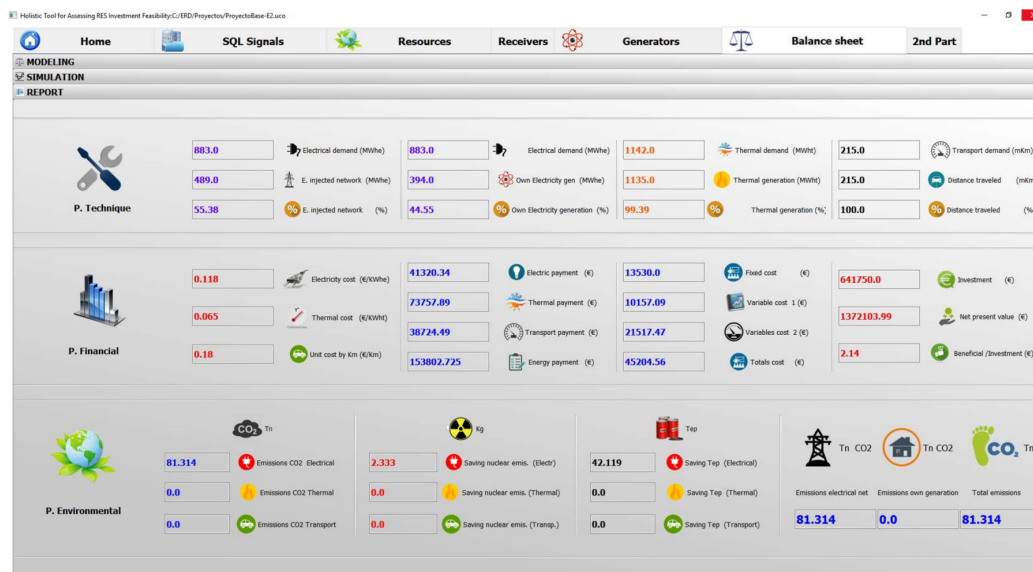 Holistic Tool for Assessing RES Investment Feasibility:C:/ERD/Proyectos/ProyectoBase-E2.uco
Home SQL Signals Resources Receivers Generators Balance sheet 2nd Part
MODELING
SIMULATION
REPORT
883.0 Electrical demand (MWhe) 883.0 Electrical demand (MWhe) 1142.0 Thermal demand (MWht) 215.0 Transport demand (mKm)
489.0 E. injected network (MWhe) 394.0 Own Electricity gen (MWhe) 1135.0 Thermal generation (MWht) 215.0 Distance traveled (mKm
P. Technique
55.38 % E. injected network (%) 44.55 % Own Electricity generation (%) 99.39 % Thermal generation (%) 100.0 % Distance traveled (%
0.118 Electricity cost (€/KWhe) 41320.34 Electric payment (€) 13530.0 Fixed cost (€) 641750.0 Investment (€)
0.065 Thermal cost (€/KWht) 73757.89 Thermal payment (€) 10157.09 Variable cost 1 (€) 1372103.99 Net present value (€)
38724.49 Transport payment (€) 21517.47 Variables cost 2 (€)
P. Financial
0.18 Unit cost by Km (€/Km) 153802.725 Energy payment (€) 45204.56 Totals cost (€) 2.14 Beneficial /Investment (€)
CO2 Tn Kg Tep
Tn CO2 Tn CO2 CO2 Tn
81.314 Emissions CO2 Electrical 2.333 Saving nuclear emis. (Electr) 42.119 Saving Tep (Electrical)
0.0 Emissions CO2 Thermal 0.0 Saving nuclear emis. (Thermal) 0.0 Saving Tep (Thermal) Emissions electrical net Emissions own genaration Total emissions
P. Environmental
0.0 Emissions CO2 Transport 0.0 Saving nuclear emis. (Transp.) 0.0 Saving Tep (Transport) 81.314 0.0 81.314